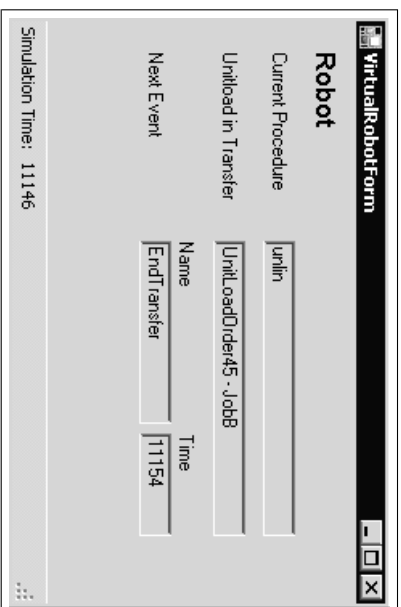 VirtualRobotForm
Robot
Current Procedure unlin
Unitload in Transfer UnitLoadOrder45 - JobB
Name Time
Next Event EndTransfer 11154
Simulation Time: 11146